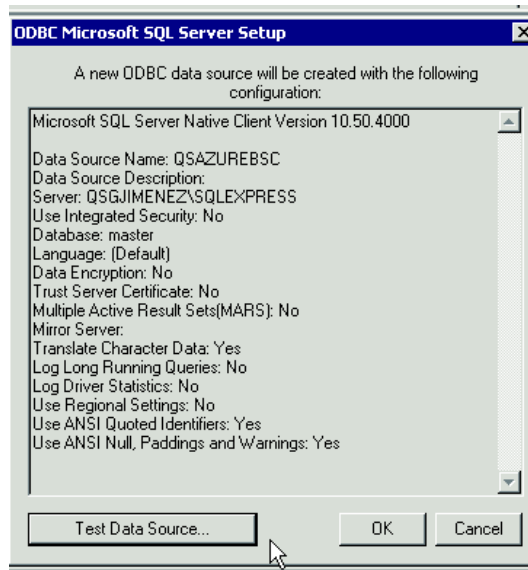 ODBC Microsoft SQL Server Setup
A new ODBC data source will be created with the following
configuration:
Microsoft SQL Server Native Client Version 10.50.4000
Data Source Name: QSAZUREBSC
Data Source Description:
Server: QSGJIMENEZ\SQLEXPRESS
Use Integrated Security: No
Database: master
Language: (Default)
Data Encryption: No
Trust Server Certificate: No
Multiple Active Result Sets(MARS): No
Mirror Server:
Translate Character Data: Yes
Log Long Running Queries: No
Log Driver Statistics: No
Use Regional Settings: No
Use ANSI Quoted Identifiers: Yes
Use ANSI Null, Paddings and Warnings: Yes
Test Data Source...
OK
Cancel